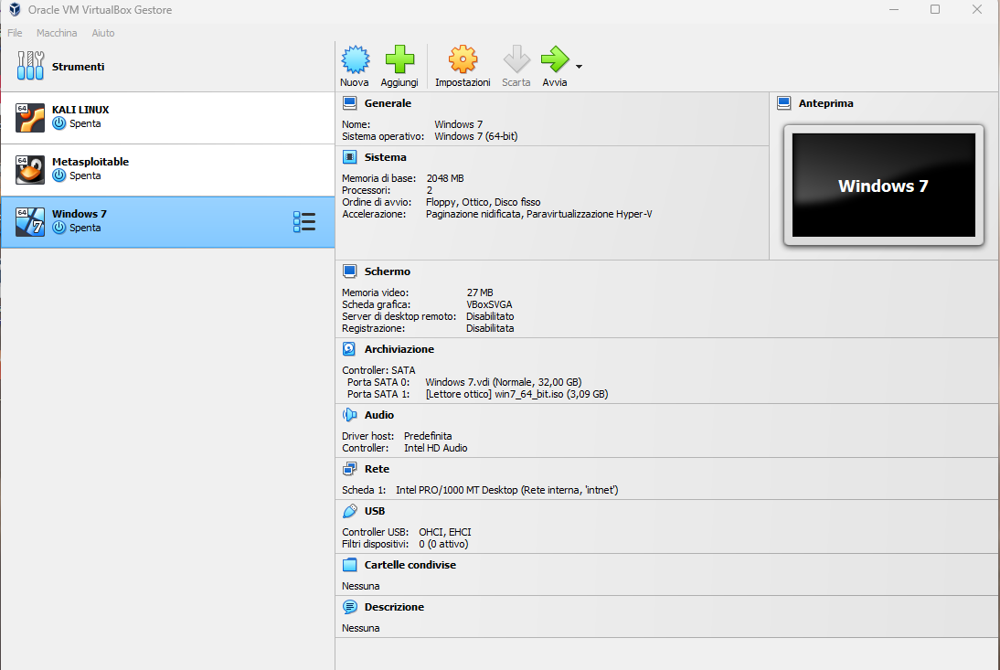 Oracle VM VirtualBox Gestore
File Macchina Aiuto
Strumenti
Nuova Aggiungi Impostazioni Scarta Avvia
64
KALI LINUX
Spenta
64
Metasploitable
Spenta
64
7
Windows 7
Spenta
Generale
Nome: Windows 7
Sistema operativo: Windows 7 (64-bit)
Sistema
Memoria di base: 2048 MB
Processori: 2
Ordine di avvio: Floppy, Ottico, Disco fisso
Accelerazione: Paginazione nidificata, Paravirtualizzazione Hyper-V
Anteprima
Windows 7
Schermo
Memoria video: 27 MB
Scheda grafica: VBoxSVGA
Server di desktop remoto: Disabilitato
Registrazione: Disabilitata
Archiviazione
Controller: SATA
Porta SATA 0: Windows 7.vdi (Normale, 32,00 GB)
Porta SATA 1: [Lettore ottico] win7_64_bit.iso (3,09 GB)
Audio
Driver host: Predefinita
Controller: Intel HD Audio
Rete
Scheda 1: Intel PRO/1000 MT Desktop (Rete interna, 'intnet')
USB
Controller USB: OHCI, EHCI
Filtri dispositivi: 0 (0 attivo)
Cartelle condivise
Nessuna
Descrizione
Nessuna